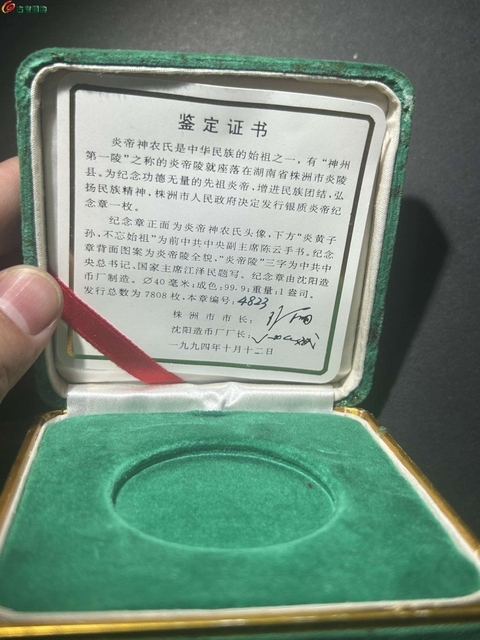 鉴定证书
炎帝神农氏是中华民族的始祖之一，有“神州
第一陵”之称的炎帝陵就座落在湖南省株洲市炎陵
县。为纪念功德无量的先祖炎帝，增进民族团结，弘
扬民族精神，株洲市人民政府决定发行银质炎帝纪
念章一枚。
纪念章正面为炎帝神农氏头像，下方“炎黄子
孙，不忘始祖”为前中共中央副主席陈云手书。纪念
章背面图案为炎帝陵全貌，“炎帝陵”三字为中共中
央总书记、国家主席江泽民题写。纪念章由沈阳造
币厂制造。∅40毫米；成色：99.9；重量：1盎司。
发行总数为7808枚，本章编号：4823
株洲市市长：
沈阳造币厂厂长：
一九九四年十月十二日